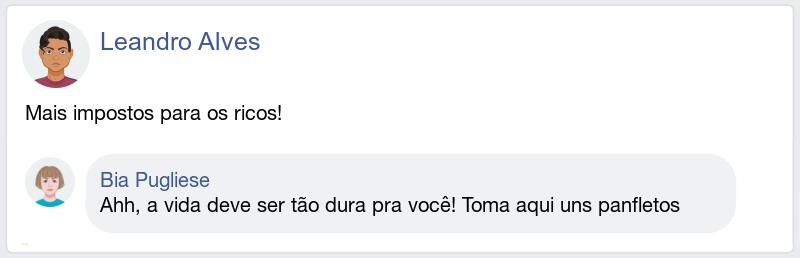 Leandro Alves
Mais impostos para os ricos!
Bia Pugliese
Ahh, a vida deve ser tão dura pra você! Toma aqui uns panfletos